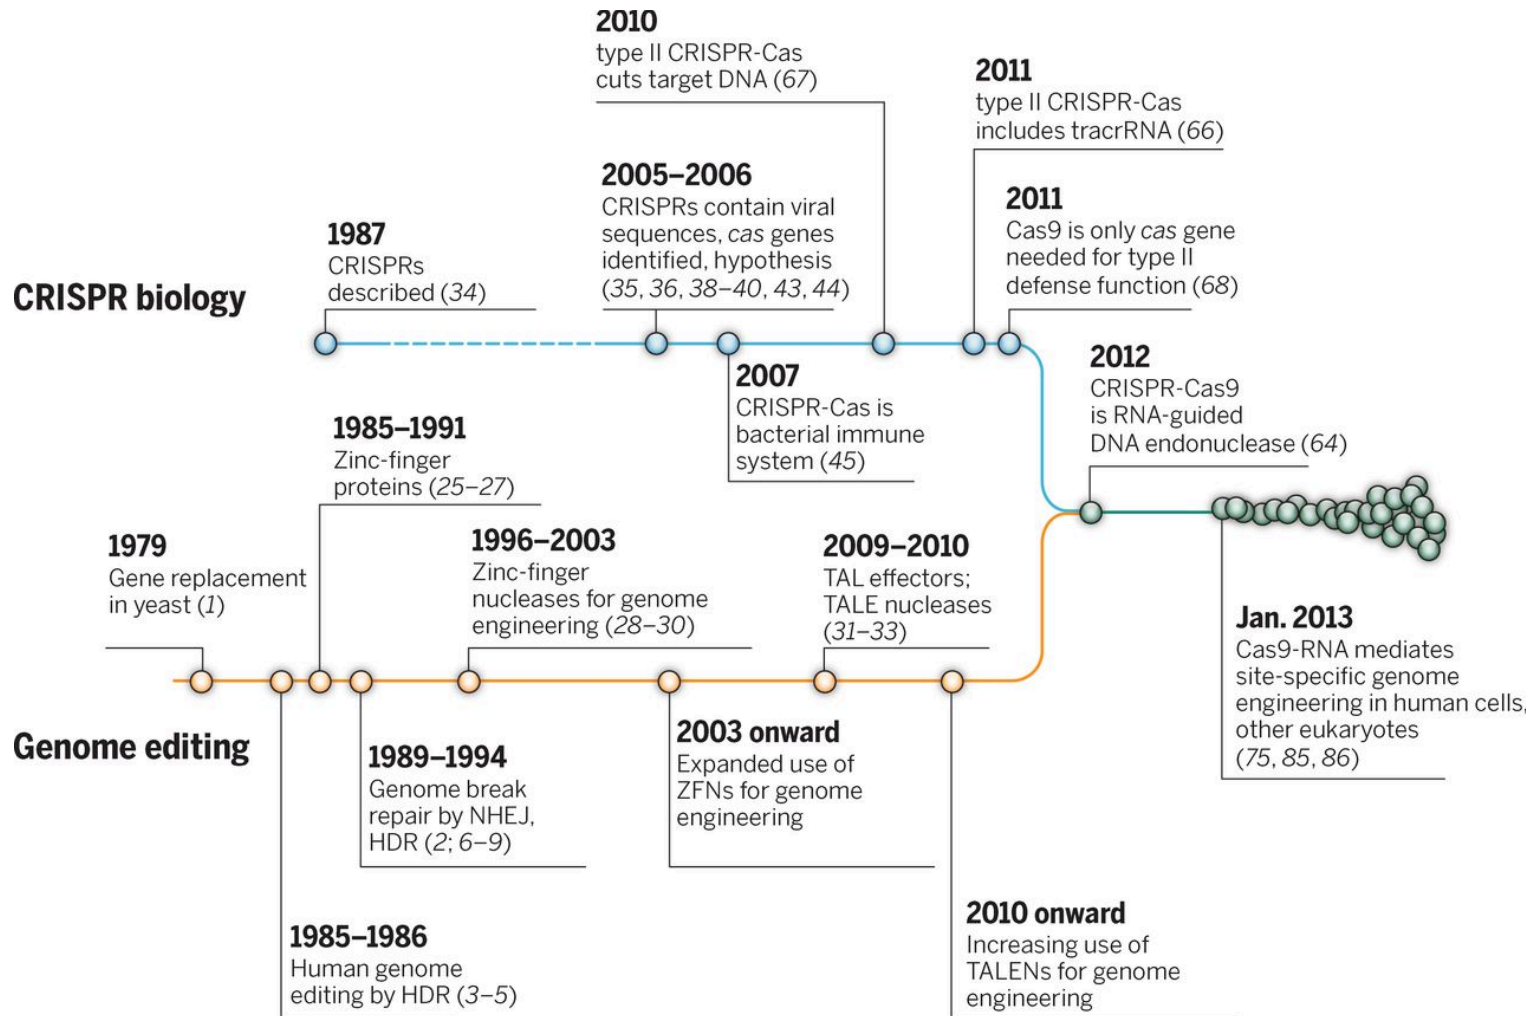 2010
type II CRISPR-Cas
cuts target DNA (67)
2011
type II CRISPR-Cas
includes tracrRNA (66)
2005–2006
CRISPRs contain viral
sequences, cas genes
identified, hypothesis
(35, 36, 38–40, 43, 44)
2011
Cas9 is only cas gene
needed for type II
defense function (68)
1987
CRISPRs
described (34)
CRISPR biology
2007
CRISPR-Cas is
bacterial immune
system (45)
2012
CRISPR-Cas9
is RNA-guided
DNA endonuclease (64)
1985–1991
Zinc-finger
proteins (25–27)
1979
Gene replacement
in yeast (1)
1996–2003
Zinc-finger
nucleases for genome
engineering (28–30)
2009–2010
TAL effectors;
TALE nucleases
(31–33)
Jan. 2013
Cas9-RNA mediates
site-specific genome
engineering in human cells,
other eukaryotes
(75, 85, 86)
Genome editing
1989–1994
Genome break
repair by NHEJ,
HDR (2; 6–9)
2003 onward
Expanded use of
ZFNs for genome
engineering
1985–1986
Human genome
editing by HDR (3–5)
2010 onward
Increasing use of
TALENs for genome
engineering